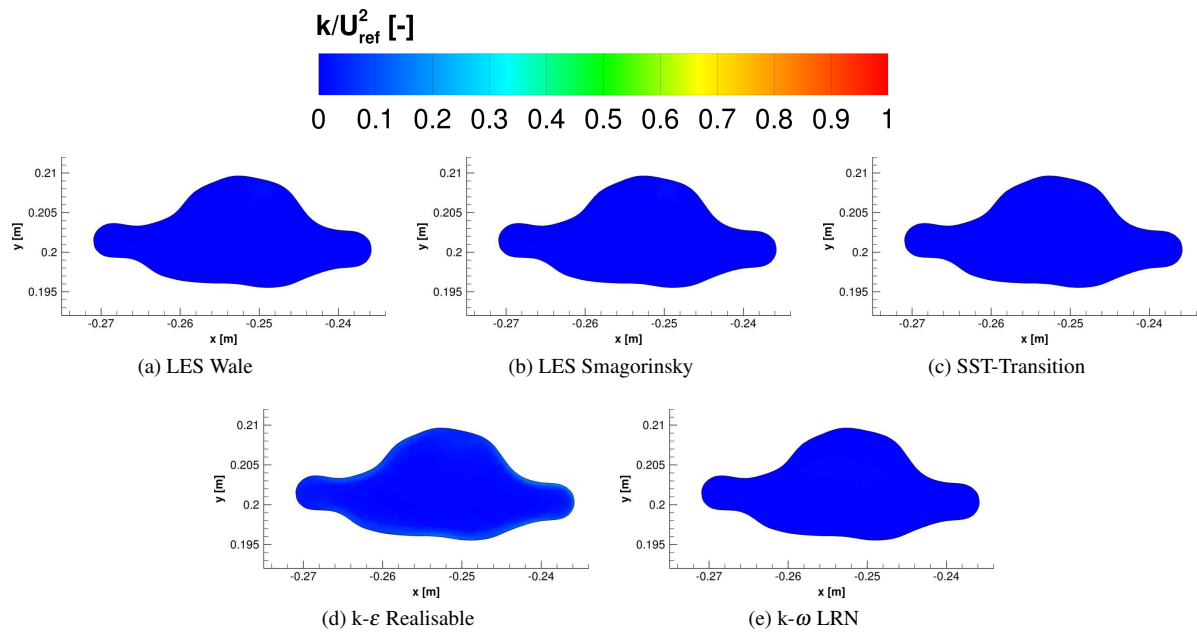 k/U²ref [-]
0 0.1 0.2 0.3 0.4 0.5 0.6 0.7 0.8 0.9 1
0.21 0.21 0.21
0.205 0.205 0.205
y [m] y [m] y [m]
0.2 0.2 0.2
0.195 0.195 0.195
-0.27 -0.26 -0.25 -0.24 -0.27 -0.26 -0.25 -0.24 -0.27 -0.26 -0.25 -0.24
x [m] x [m] x [m]
(a) LES Wale (b) LES Smagorinsky (c) SST-Transition
0.21 0.21
0.205 0.205
y [m] y [m]
0.2 0.2
0.195 0.195
-0.27 -0.26 -0.25 -0.24 -0.27 -0.26 -0.25 -0.24
x [m] x [m]
(d) k-ε Realisable (e) k-ω LRN